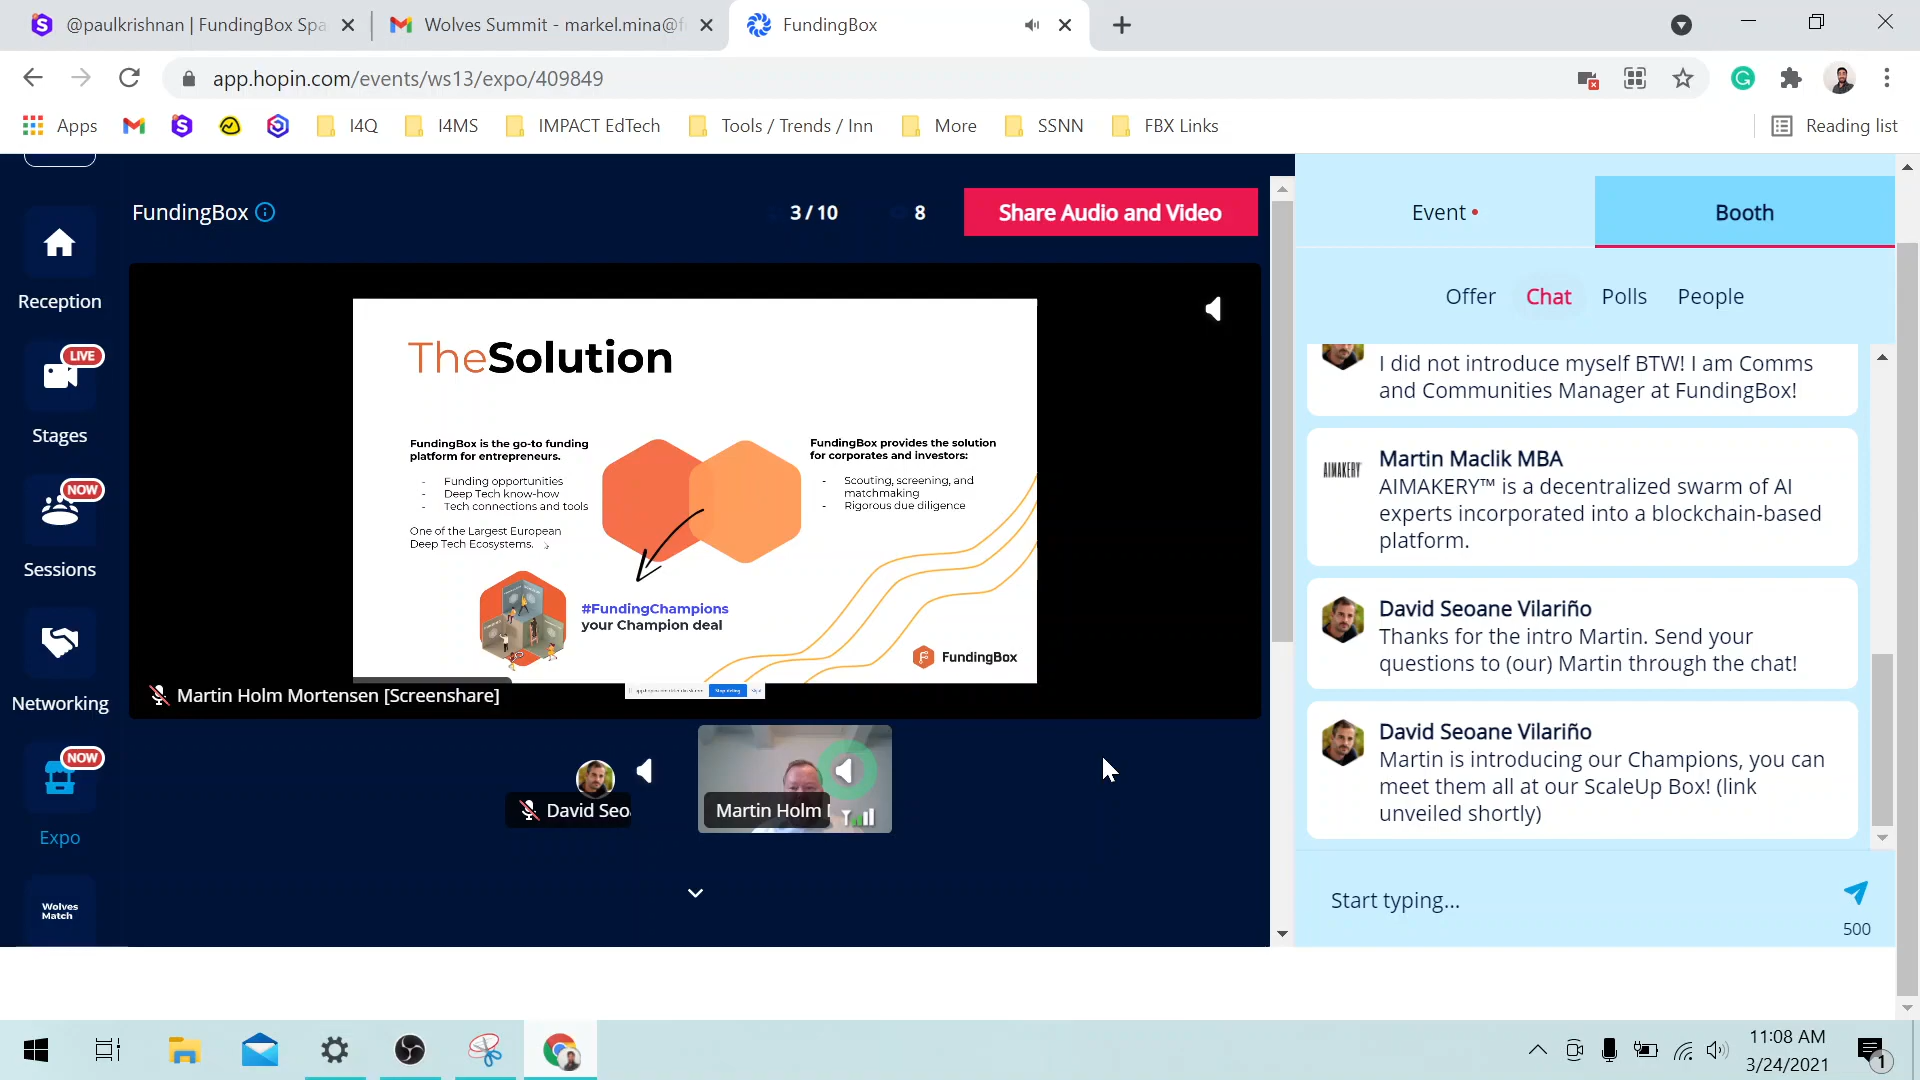 @paulkrishnan | FundingBox Spa
Wolves Summit - markel.mina@f
FundingBox
app.hopin.com/events/ws13/expo/409849
Apps
I4Q
I4MS
IMPACT EdTech
Tools / Trends / Inn
More
SSNN
FBX Links
Reading list
FundingBox
3 / 10
8
Share Audio and Video
Event
Booth
Reception
LIVE
Stages
NOW
Sessions
Networking
NOW
Expo
Wolves
Match
TheSolution
FundingBox is the go-to funding
platform for entrepreneurs.
- Funding opportunities
- Deep Tech know-how
- Tech connections and tools
One of the Largest European
Deep Tech Ecosystems.
FundingBox provides the solution
for corporates and investors:
- Scouting, screening, and
matchmaking
- Rigorous due diligence
#FundingChampions
your Champion deal
FundingBox
Martin Holm Mortensen [Screenshare]
David Seo
Martin Holm
Offer
Chat
Polls
People
I did not introduce myself BTW! I am Comms
and Communities Manager at FundingBox!
AIMAKERY
Martin Maclik MBA
AIMAKERY™ is a decentralized swarm of AI
experts incorporated into a blockchain-based
platform.
David Seoane Vilariño
Thanks for the intro Martin. Send your
questions to (our) Martin through the chat!
David Seoane Vilariño
Martin is introducing our Champions, you can
meet them all at our ScaleUp Box! (link
unveiled shortly)
Start typing...
500
11:08 AM
3/24/2021
1